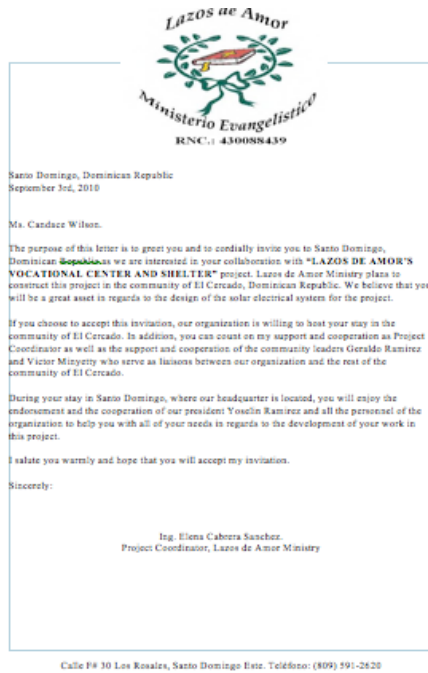 Lazos de Amor
Ministerio Evangelistico
RNC.: 430088439
Santo Domingo, Dominican Republic
September 3rd, 2010
Ms. Candace Wilson.
The purpose of this letter is to greet you and to cordially invite you to Santo Domingo,
Dominican Republic as we are interested in your collaboration with “LAZOS DE AMOR’S
VOCATIONAL CENTER AND SHELTER” project. Lazos de Amor Ministry plans to
construct this project in the community of El Cercado, Dominican Republic. We believe that you
will be a great asset in regards to the design of the solar electrical system for the project.
If you choose to accept this invitation, our organization is willing to host your stay in the
community of El Cercado. In addition, you can count on my support and cooperation as Project
Coordinator as well as the support and cooperation of the community leaders Geraldo Ramirez
and Victor Minyetty who serve as liaisons between our organization and the rest of the
community of El Cercado.
During your stay in Santo Domingo, where our headquarter is located, you will enjoy the
endorsement and the cooperation of our president Yoselin Ramirez and all the personnel of the
organization to help you with all of your needs in regards to the development of your work in
this project.
I salute you warmly and hope that you will accept my invitation.
Sincerely:
Ing. Elena Cabrera Sanchez.
Project Coordinator, Lazos de Amor Ministry
Calle F# 30 Los Rosales, Santo Domingo Este. Teléfono: (809) 591-2620